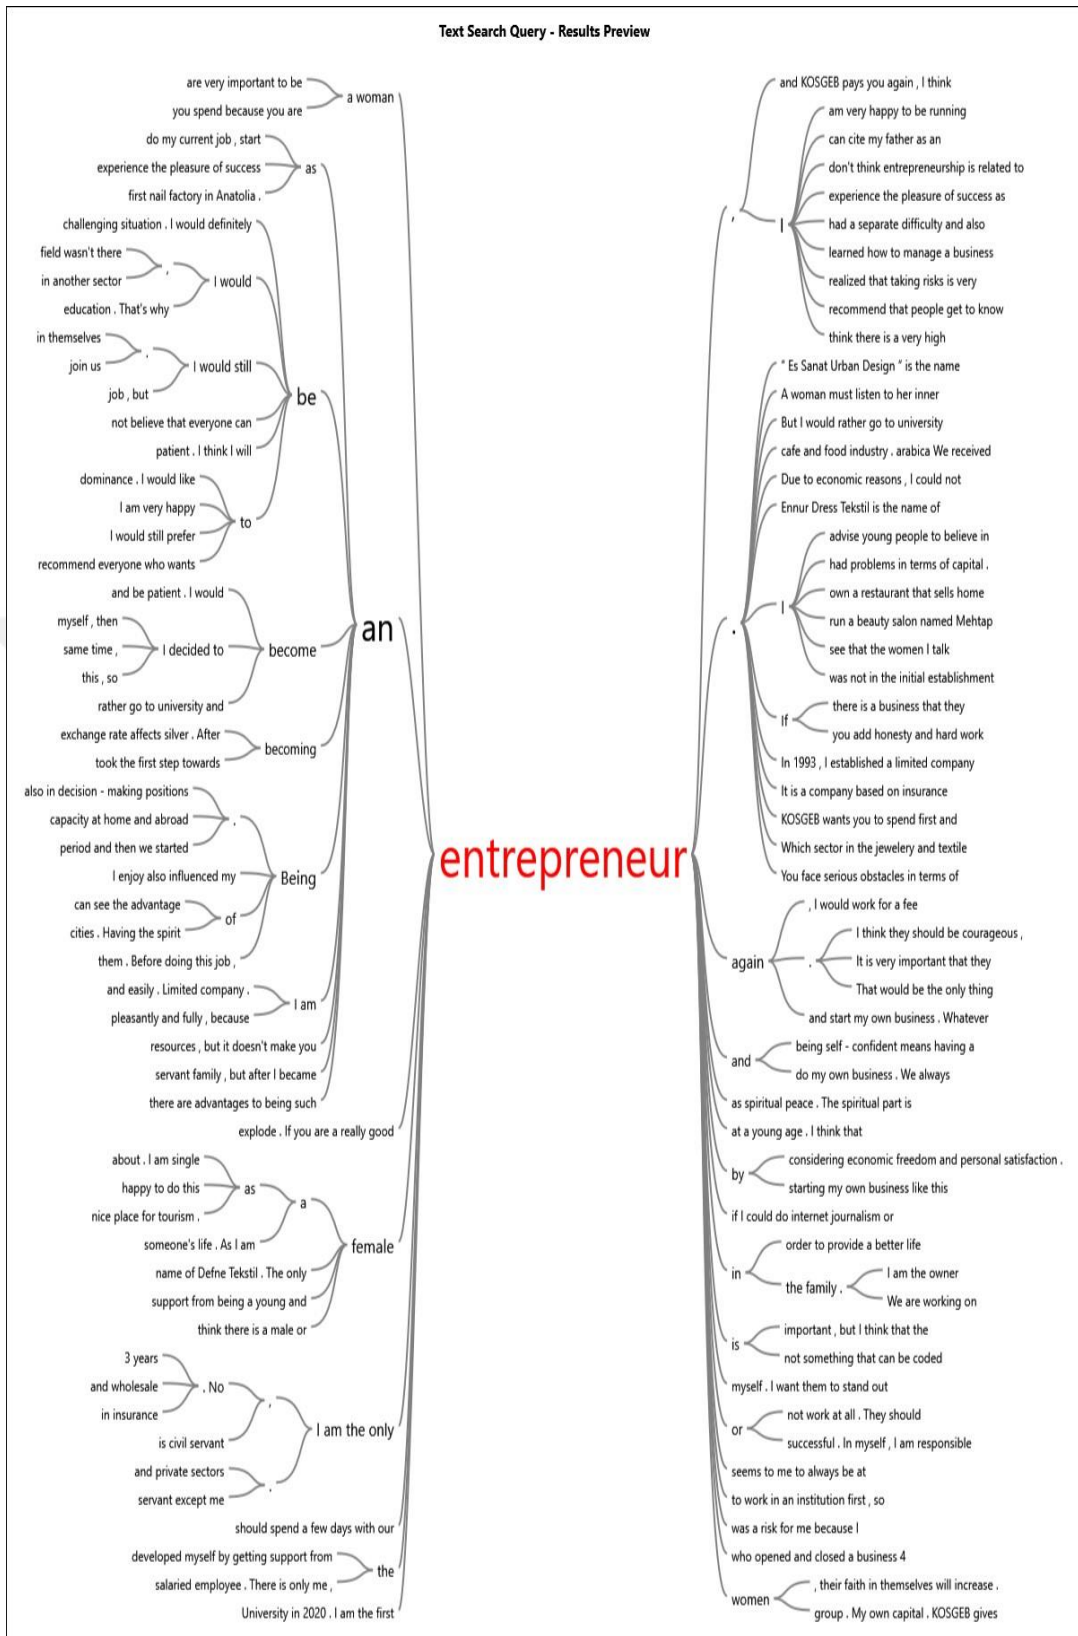 Text Search Query - Results Preview
are very important to be
you spend because you are
a woman
do my current job , start
experience the pleasure of success
first nail factory in Anatolia .
as
challenging situation . I would definitely
field wasn't there
in another sector
.
education . That's why
I would
in themselves
join us
.
job , but
I would still
not believe that everyone can
patient . I think I will
dominance . I would like
I am very happy
I would still prefer
recommend everyone who wants
to
be
and be patient . I would
myself , then
same time ,
this , so
I decided to
rather go to university and
become
exchange rate affects silver . After
took the first step towards
becoming
also in decision - making positions
capacity at home and abroad
period and then we started
.
I enjoy also influenced my
can see the advantage
cities . Having the spirit
of
them . Before doing this job ,
Being
and easily . Limited company .
pleasantly and fully , because
I am
resources , but it doesn't make you
servant family , but after I became
there are advantages to being such
an
explode . If you are a really good
about . I am single
happy to do this
nice place for tourism .
as
someone's life . As I am
a
name of Defne Tekstil . The only
support from being a young and
think there is a male or
female
3 years
and wholesale
in insurance
. No
is civil servant
,
and private sectors
servant except me
.
I am the only
should spend a few days with our
developed myself by getting support from
salaried employee . There is only me ,
the
University in 2020 . I am the first
entrepreneur
,
and KOSGEB pays you again , I think
I
am very happy to be running
can cite my father as an
don't think entrepreneurship is related to
experience the pleasure of success as
had a separate difficulty and also
learned how to manage a business
realized that taking risks is very
recommend that people get to know
think there is a very high
.
" Es Sanat Urban Design " is the name
A woman must listen to her inner
But I would rather go to university
cafe and food industry . arabica We received
Due to economic reasons , I could not
Ennur Dress Tekstil is the name of
I
advise young people to believe in
had problems in terms of capital .
own a restaurant that sells home
run a beauty salon named Mehtap
see that the women I talk
was not in the initial establishment
If
there is a business that they
you add honesty and hard work
In 1993 , I established a limited company
It is a company based on insurance
KOSGEB wants you to spend first and
Which sector in the jewelery and textile
You face serious obstacles in terms of
again
, I would work for a fee
.
I think they should be courageous ,
It is very important that they
That would be the only thing
and start my own business . Whatever
and
being self - confident means having a
do my own business . We always
as spiritual peace . The spiritual part is
at a young age . I think that
by
considering economic freedom and personal satisfaction .
starting my own business like this
if I could do internet journalism or
in
order to provide a better life
the family .
I am the owner
We are working on
is
important , but I think that the
not something that can be coded
myself . I want them to stand out
or
not work at all . They should
successful . In myself , I am responsible
seems to me to always be at
to work in an institution first , so
was a risk for me because I
who opened and closed a business 4
women
, their faith in themselves will increase .
group . My own capital . KOSGEB gives